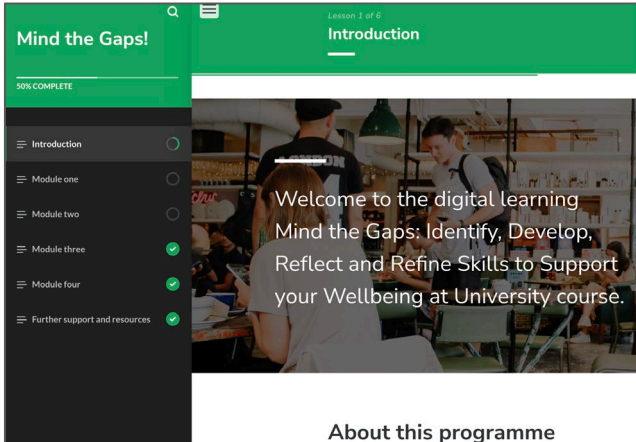 Mind the Gaps!
50% COMPLETE
Introduction
Module one
Module two
Module three
Module four
Further support and resources
Lesson 1 of 6
Introduction
LONDON
Welcome to the digital learning
Mind the Gaps: Identify, Develop,
Reflect and Refine Skills to Support
your Wellbeing at University course.
About this programme